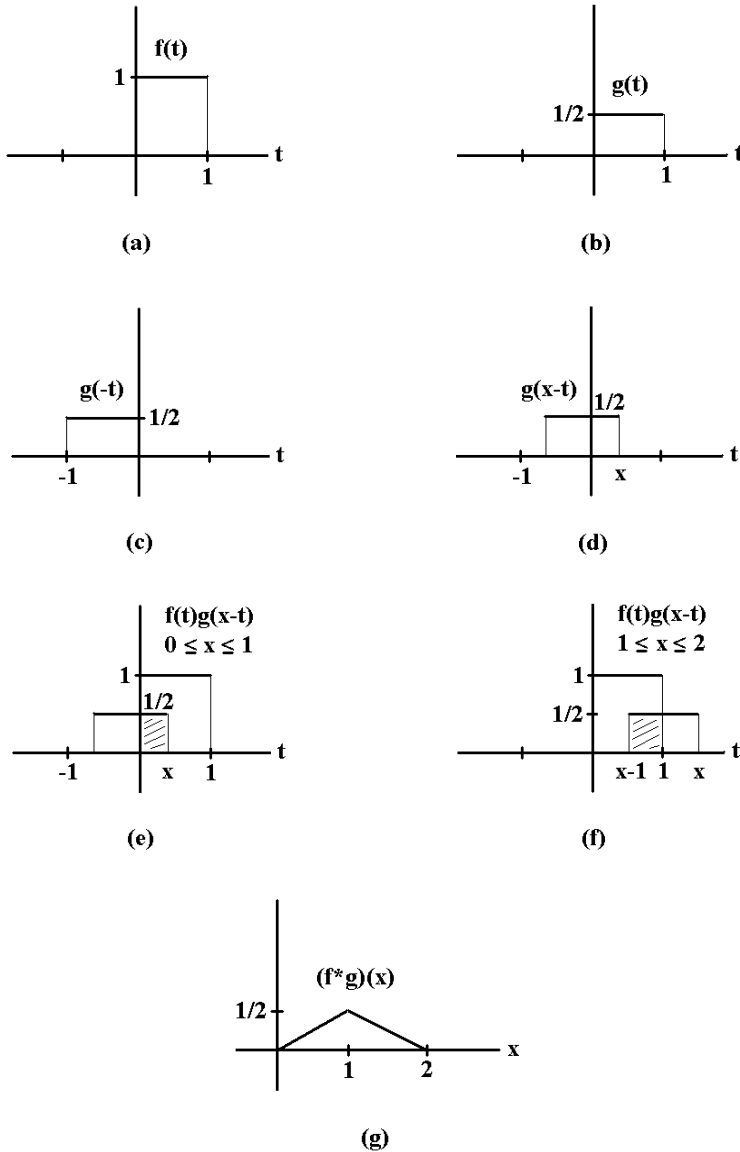 f(t)
1
t
1
(a)
g(t)
1/2
t
1
(b)
g(-t)
1/2
t
-1
(c)
g(x-t)
1/2
t
-1 x
(d)
f(t)g(x-t)
0 ≤ x ≤ 1
1
1/2
t
-1 x 1
(e)
f(t)g(x-t)
1 ≤ x ≤ 2
1
1/2
t
x-1 1 x
(f)
(f*g)(x)
1/2
x
1 2
(g)